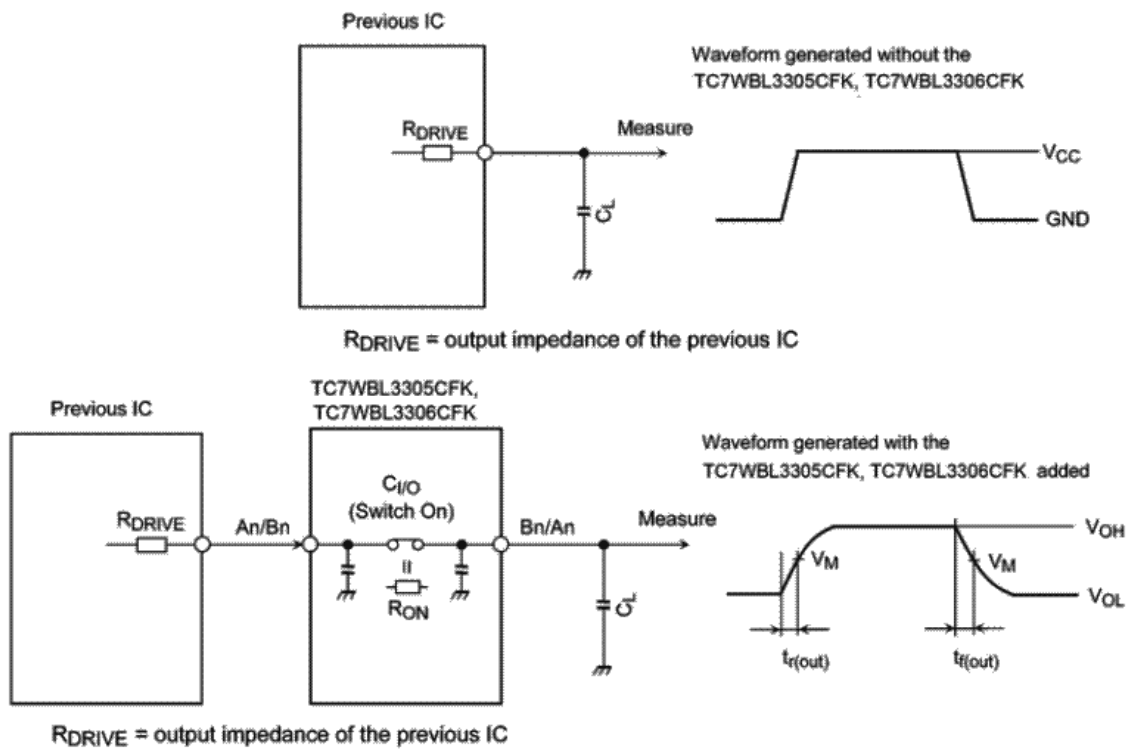 Previous IC
Waveform generated without the
TC7WBL3305CFK, TC7WBL3306CFK
RDRIVE
Measure
VCC
CL
GND
RDRIVE = output impedance of the previous IC
TC7WBL3305CFK,
TC7WBL3306CFK
Previous IC
Waveform generated with the
TC7WBL3305CFK, TC7WBL3306CFK added
CI/O
(Switch On)
RDRIVE
An/Bn
Bn/An
Measure
VOH
VM
VM
RON
CL
VOL
tr(out)
tf(out)
RDRIVE = output impedance of the previous IC